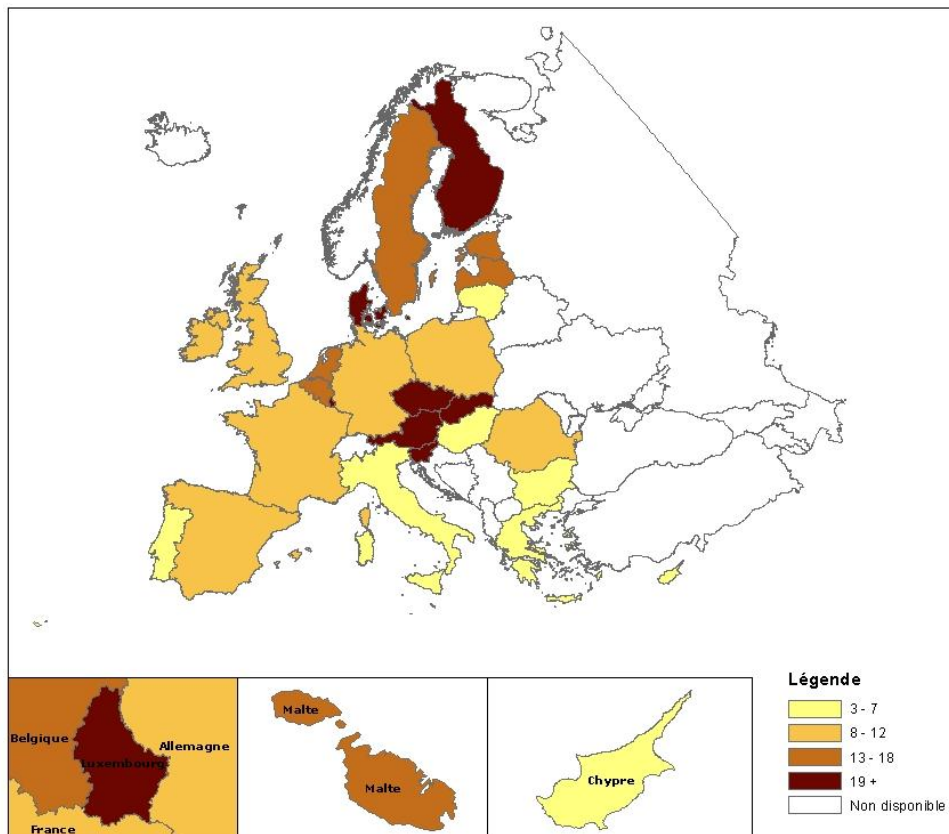 Belgique
Luxembourg
Allemagne
France
Malte
Malte
Chypre
Légende
3 - 7
8 - 12
13 - 18
19 +
Non disponible